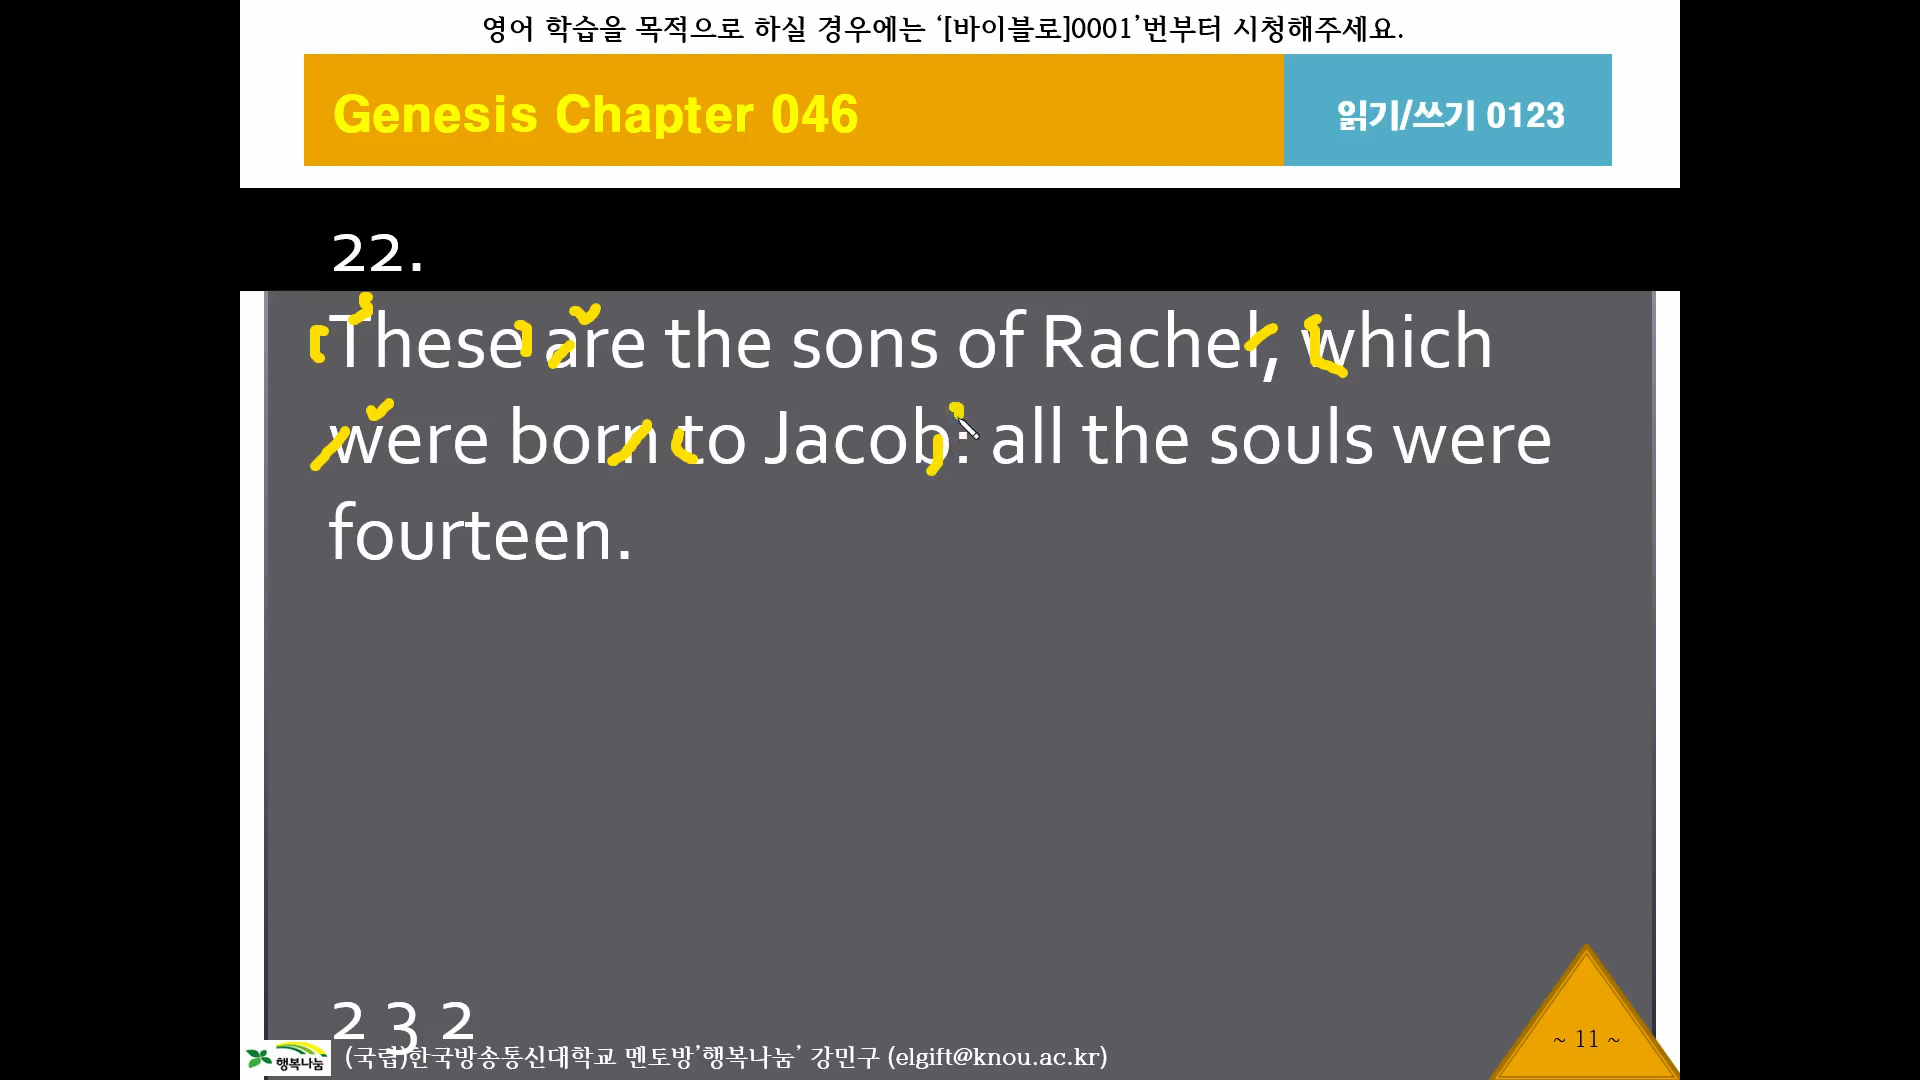 영어 학습을 목적으로 하실 경우에는 ‘[바이블로]0001’번부터 시청해주세요.
Genesis Chapter 046
읽기/쓰기 0123
22.
These are the sons of Rachel, which
were born to Jacob: all the souls were
fourteen.
2 3 2
행복나눔
(국립)한국방송통신대학교 멘토방’행복나눔’ 강민구 (elgift@knou.ac.kr)
~ 11 ~